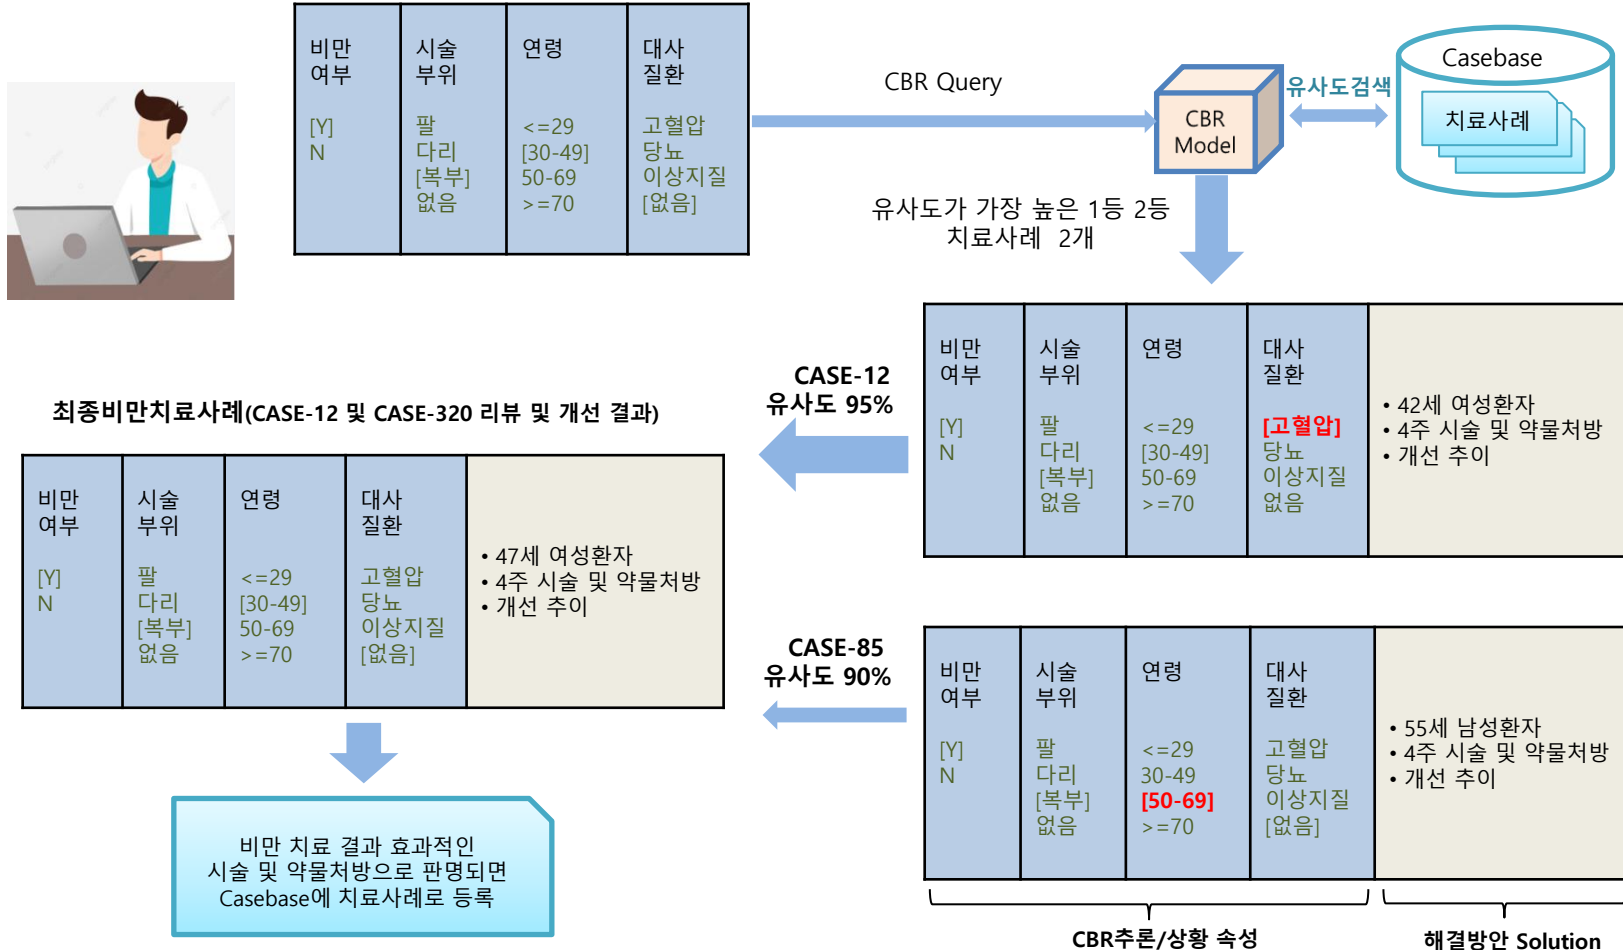 비만
여부
[Y]
N
시술
부위
팔
다리
[복부]
없음
연령
<=29
[30-49]
50-69
>=70
대사
질환
고혈압
당뇨
이상지질
[없음]
CBR Query
CBR
Model
유사도검색
Casebase
치료사례
유사도가 가장 높은 1등 2등
치료사례 2개
비만
여부
[Y]
N
시술
부위
팔
다리
[복부]
없음
연령
<=29
[30-49]
50-69
>=70
대사
질환
[고혈압]
당뇨
이상지질
없음
• 42세 여성환자
• 4주 시술 및 약물처방
• 개선 추이
CASE-12
유사도 95%
최종비만치료사례(CASE-12 및 CASE-320 리뷰 및 개선 결과)
비만
여부
[Y]
N
시술
부위
팔
다리
[복부]
없음
연령
<=29
[30-49]
50-69
>=70
대사
질환
고혈압
당뇨
이상지질
[없음]
• 47세 여성환자
• 4주 시술 및 약물처방
• 개선 추이
CASE-85
유사도 90%
비만
여부
[Y]
N
시술
부위
팔
다리
[복부]
없음
연령
<=29
30-49
[50-69]
>=70
대사
질환
고혈압
당뇨
이상지질
[없음]
• 55세 남성환자
• 4주 시술 및 약물처방
• 개선 추이
비만 치료 결과 효과적인
시술 및 약물처방으로 판명되면
Casebase에 치료사례로 등록
CBR추론/상황 속성
해결방안 Solution